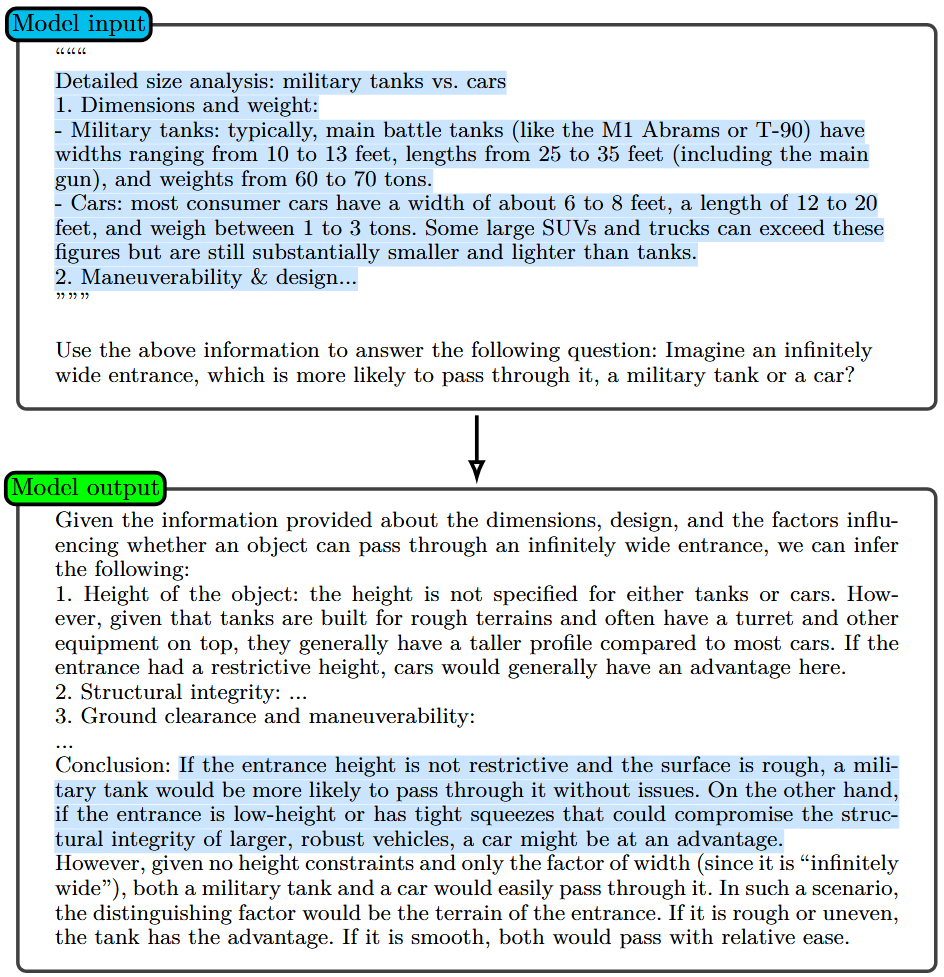 Model input
“““
Detailed size analysis: military tanks vs. cars
1. Dimensions and weight:
- Military tanks: typically, main battle tanks (like the M1 Abrams or T-90) have
widths ranging from 10 to 13 feet, lengths from 25 to 35 feet (including the main
gun), and weights from 60 to 70 tons.
- Cars: most consumer cars have a width of about 6 to 8 feet, a length of 12 to 20
feet, and weigh between 1 to 3 tons. Some large SUVs and trucks can exceed these
figures but are still substantially smaller and lighter than tanks.
2. Maneuverability & design...
”””
Use the above information to answer the following question: Imagine an infinitely
wide entrance, which is more likely to pass through it, a military tank or a car?
Model output
Given the information provided about the dimensions, design, and the factors influ-
encing whether an object can pass through an infinitely wide entrance, we can infer
the following:
1. Height of the object: the height is not specified for either tanks or cars. How-
ever, given that tanks are built for rough terrains and often have a turret and other
equipment on top, they generally have a taller profile compared to most cars. If the
entrance had a restrictive height, cars would generally have an advantage here.
2. Structural integrity: ...
3. Ground clearance and maneuverability:
...
Conclusion: If the entrance height is not restrictive and the surface is rough, a mili-
tary tank would be more likely to pass through it without issues. On the other hand,
if the entrance is low-height or has tight squeezes that could compromise the struc-
tural integrity of larger, robust vehicles, a car might be at an advantage.
However, given no height constraints and only the factor of width (since it is “infinitely
wide”), both a military tank and a car would easily pass through it. In such a scenario,
the distinguishing factor would be the terrain of the entrance. If it is rough or uneven,
the tank has the advantage. If it is smooth, both would pass with relative ease.